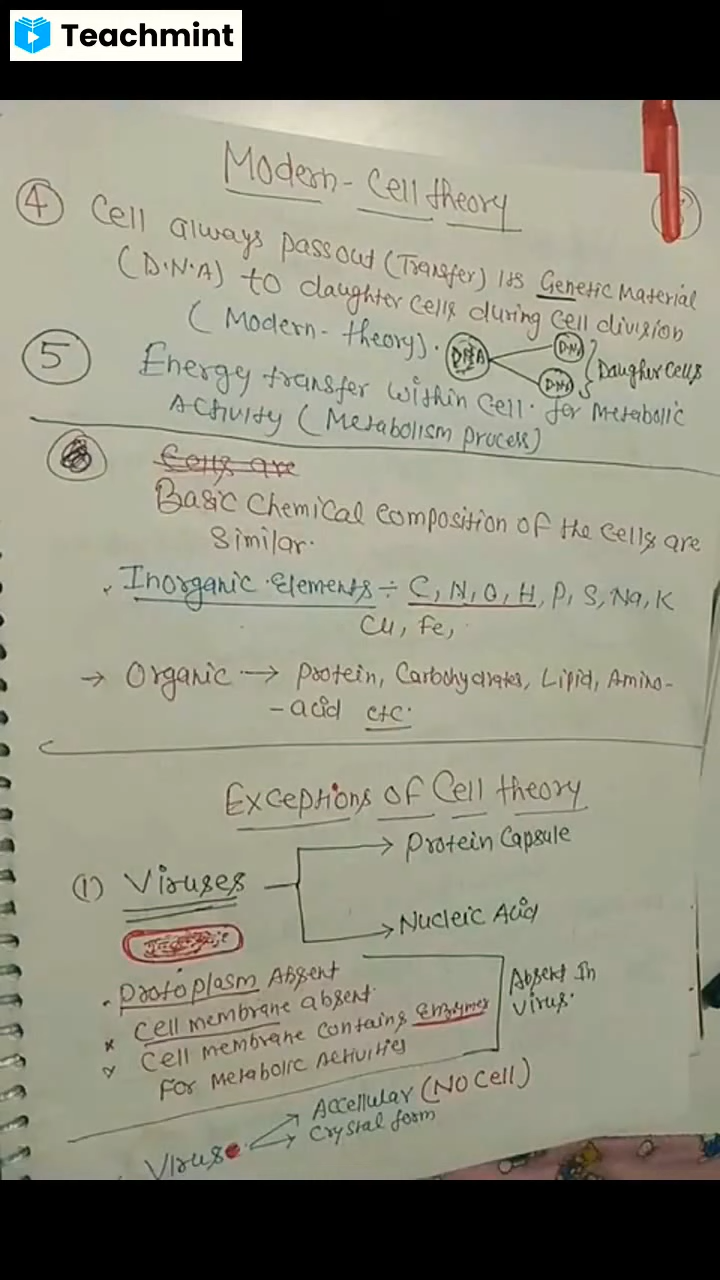 Teachmint
Modern-Cell theory
④ Cell always pass out (Transfer) its Genetic Material
(D.N.A) to daughter cells during cell division
(Modern-theory).
DNA
DNA
DNA
Daugher cells
⑤ Energy transfer within cell. for Metabolic
Activity (Metabolism process)
Cells are
Basic Chemical Composition of the cells are
Similar.
Inorganic Elements ÷ C, N, O, H, P, S, Na, K
Cu, Fe,
→ Organic → Protein, Carbohydrates, Lipid, Amino-
-acid etc.
Exceptions of Cell theory
(1) Viruses
Protein Capsule
Nucleic Acid
• Protoplasm Absent
* Cell membrane absent
* Cell membrane contains Enzymes
For Metabolic Activities
Absent In
Virus.
Virus
Accellular (NO Cell)
Crystal form